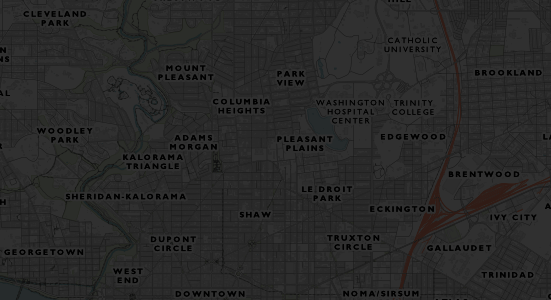 HILL
CLEVELAND
PARK
CATHOLIC
UNIVERSITY
MOUNT
PLEASANT
PARK
VIEW
BROOKLAND
COLUMBIA
HEIGHTS
WASHINGTON
HOSPITAL
CENTER
TRINITY
COLLEGE
WOODLEY
PARK
ADAMS
MORGAN
PLEASANT
PLAINS
EDGEWOOD
KALORAMA
TRIANGLE
BRENTWOOD
SHERIDAN-KALORAMA
LE DROIT
PARK
SHAW
ECKINGTON
IVY CITY
DUPONT
CIRCLE
TRUXTON
CIRCLE
GALLAUDET
GEORGETOWN
WEST
END
TRINIDAD
DOWNTOWN
NOMA/SIRSUM